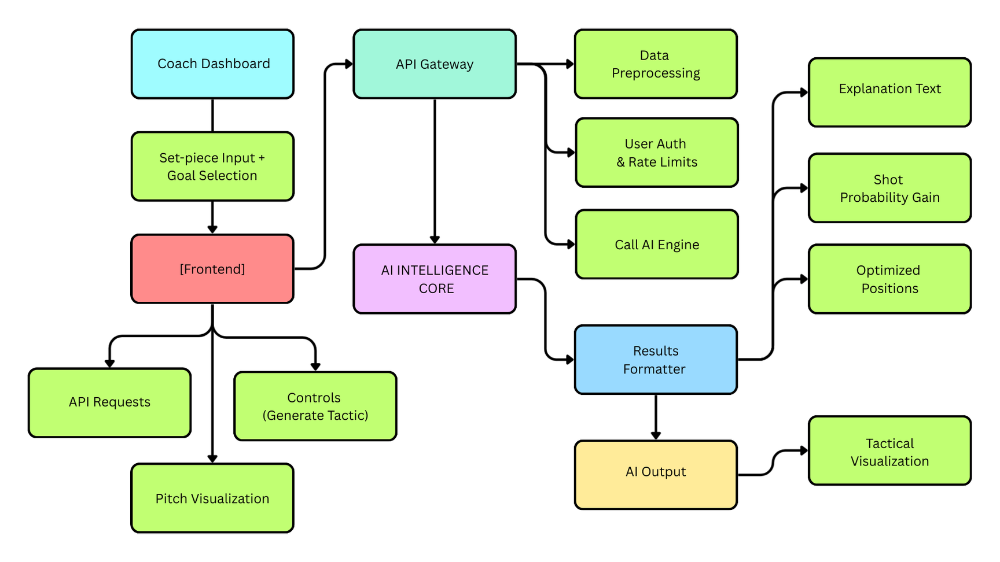 Coach Dashboard
Set-piece Input +
Goal Selection
[Frontend]
API Requests
Controls
(Generate Tactic)
Pitch Visualization
API Gateway
AI INTELLIGENCE
CORE
Data
Preprocessing
User Auth
& Rate Limits
Call AI Engine
Results
Formatter
AI Output
Explanation Text
Shot
Probability Gain
Optimized
Positions
Tactical
Visualization